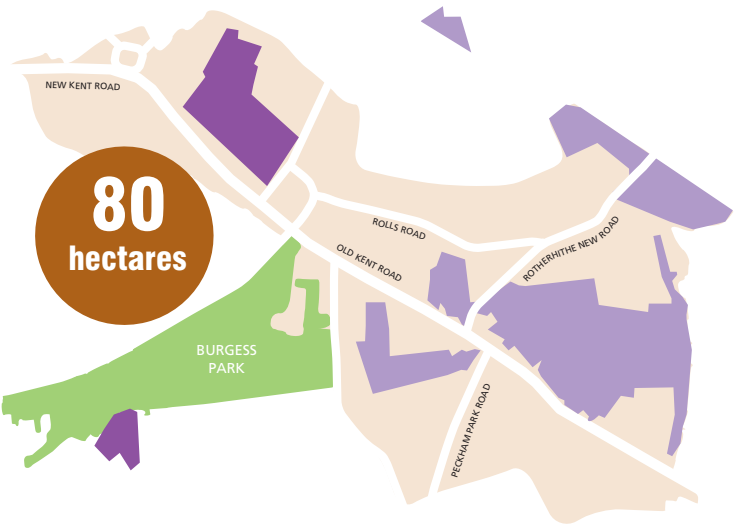 NEW KENT ROAD
80
hectares
ROLLS ROAD
OLD KENT ROAD
ROTHERHITHE NEW ROAD
BURGESS
PARK
PECKHAM PARK ROAD